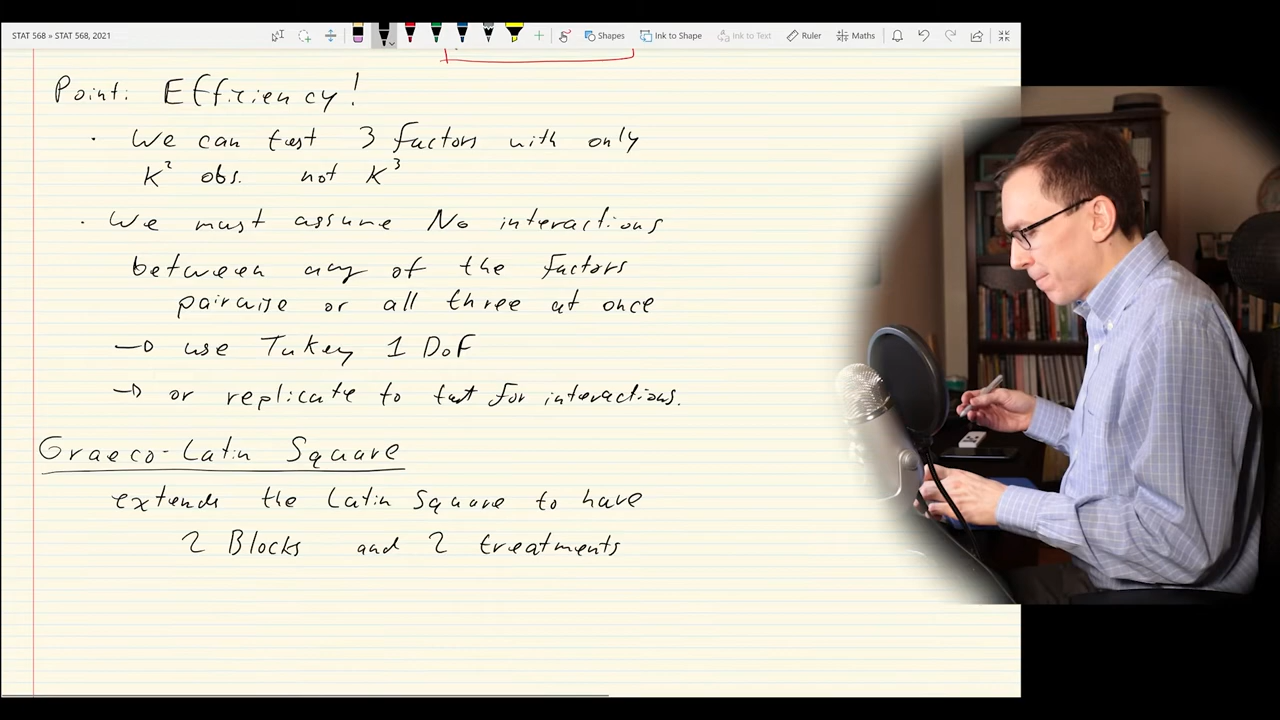 STAT 568 » STAT 568, 2021
Shapes
Ink to Shape
Ink to Text
Ruler
Maths
Point: Efficiency!
· We can test 3 factors with only
K² obs. not K³
· We must assume No interactions
between any of the factors
pairwise or all three at once
→ use Tukey 1 DoF
→ or replicate to test for interactions.
Graeco-Latin Square
extends the Latin Square to have
2 Blocks and 2 treatments